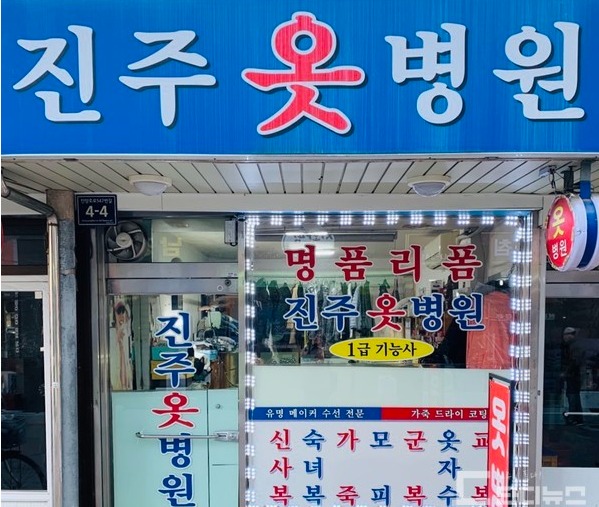 진주옷병원
4-4
옷
병원
명품리폼
진주옷병원
1급 기능사
진주옷병원
유명 메이커 수선 전문
가죽 드라이 코팅
신사복
숙녀복
가죽
모피
군복
옷자수
교복
옷병